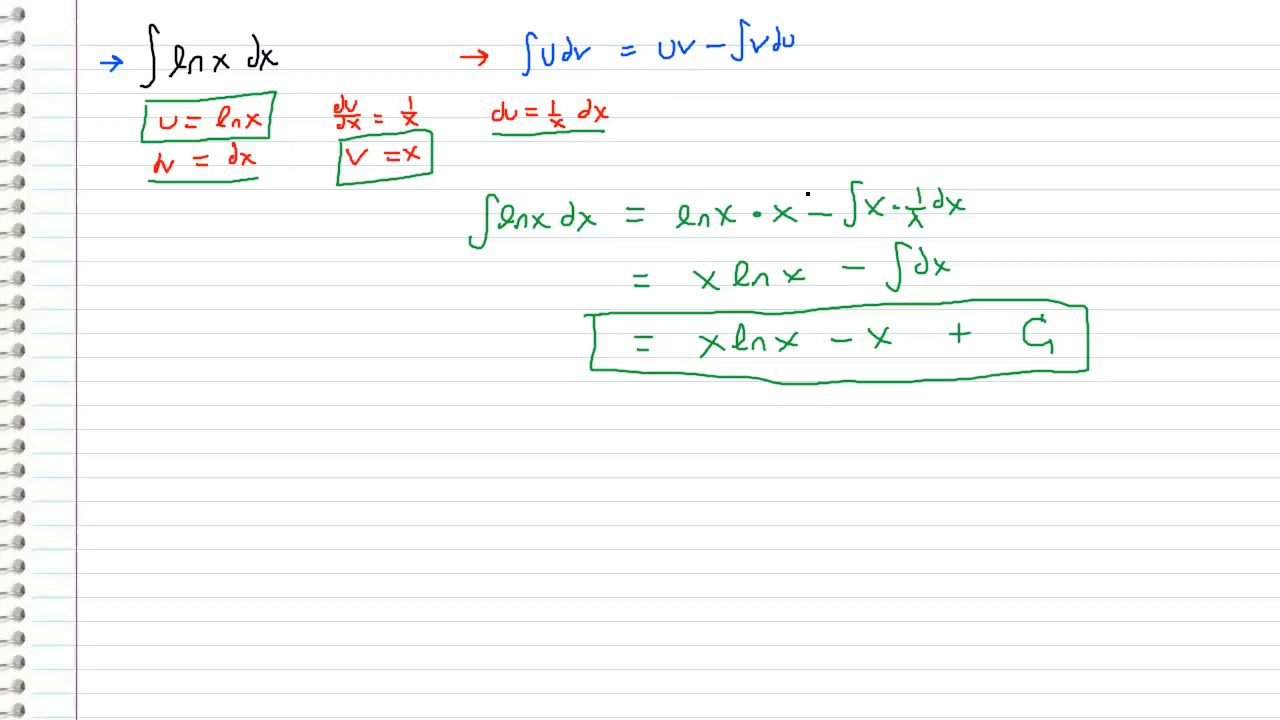 → ∫ ln x dx → ∫ u dv = uv − ∫ v du
u = ln x du/dx = 1/x du = 1/x dx
dv = dx v = x
∫ ln x dx = ln x · x − ∫ x · 1/x dx
= x ln x − ∫ dx
= x ln x − x + C₁